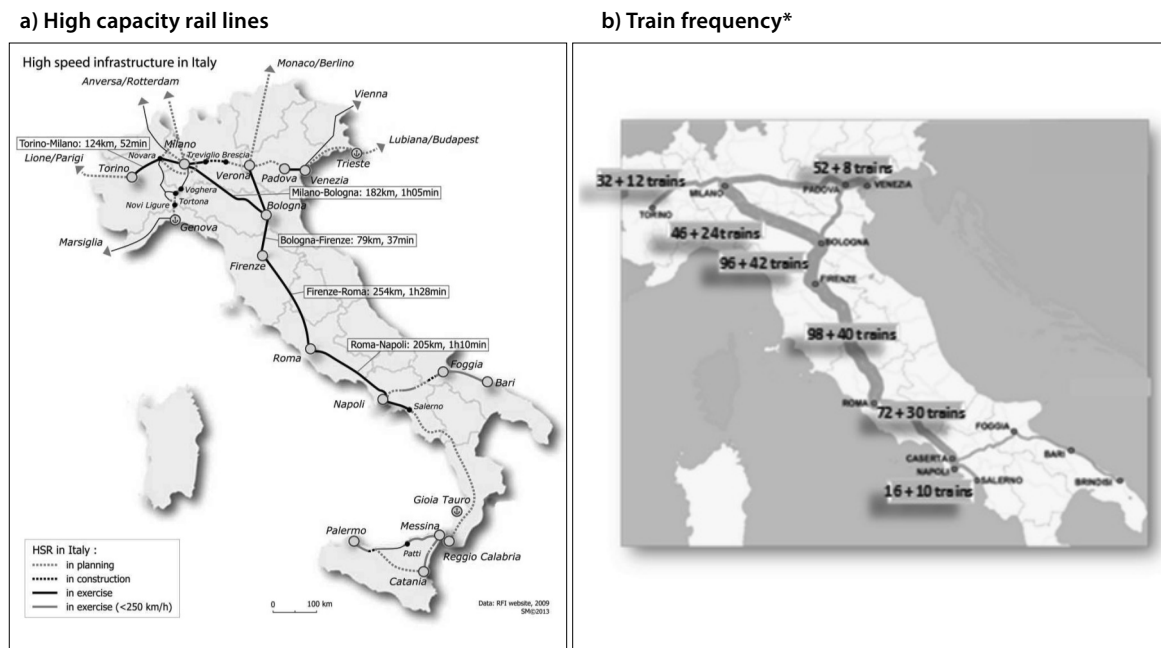 a) High capacity rail lines
High speed infrastructure in Italy
Monaco/Berlino
Anversa/Rotterdam
Vienna
Lubiana/Budapest
Torino-Milano: 124km, 52min
Milano
Novara
Treviglio
Brescia
Lione/Parigi
Torino
Verona
Padova
Venezia
Trieste
Voghera
Milano-Bologna: 182km, 1h05min
Novi Ligure
Tortona
Bologna
Genova
Marsiglia
Bologna-Firenze: 79km, 37min
Firenze
Firenze-Roma: 254km, 1h28min
Roma
Roma-Napoli: 205km, 1h10min
Foggia
Bari
Napoli
Salerno
Gioia Tauro
Messina
Palermo
Patti
Reggio Calabria
Catania
HSR in Italy :
in planning
in construction
in exercise
in exercise (<250 km/h)
0 100 km
Data: RFI website, 2009
SM©2013
b) Train frequency*
52 + 8 trains
32 + 12 trains
MILANO
PADOVA
VENEZIA
TORINO
46 + 24 trains
BOLOGNA
96 + 42 trains
FIRENZE
98 + 40 trains
ROMA
72 + 30 trains
FOGGIA
CASERTA
BARI
NAPOLI
SALERNO
BRINDISI
16 + 10 trains